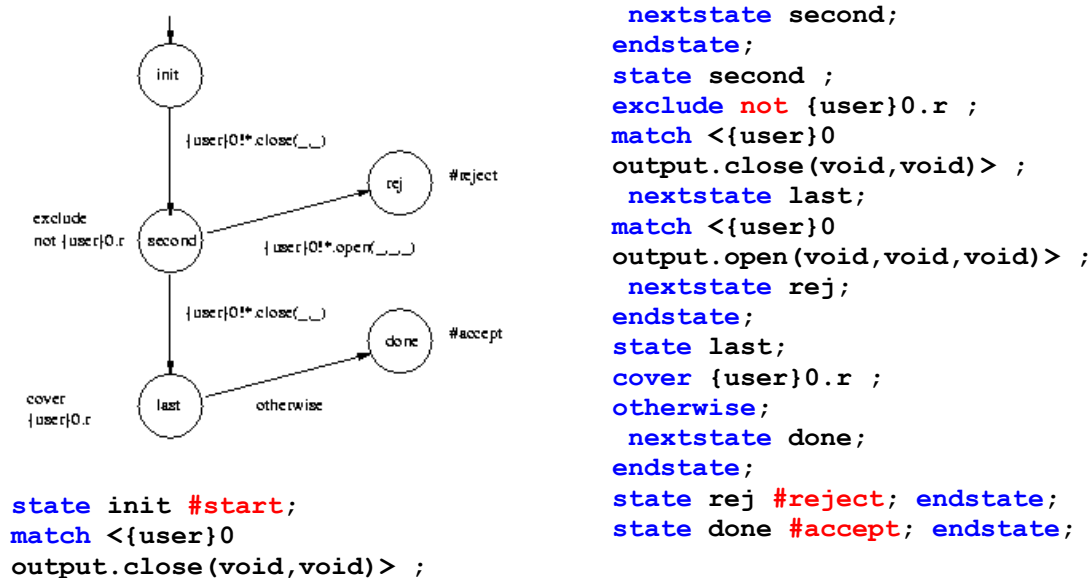 init
{user}0!*.close(_,_)
rej
#reject
exclude
not {user}0.r
second
{user}0!*.open(_,_,_)
{user}0!*.close(_,_)
done
#accept
cover
{user}0.r
last
otherwise
state init #start;
match <{user}0
output.close(void,void)> ;
nextstate second;
endstate;
state second ;
exclude not {user}0.r ;
match <{user}0
output.close(void,void)> ;
nextstate last;
match <{user}0
output.open(void,void,void)> ;
nextstate rej;
endstate;
state last;
cover {user}0.r ;
otherwise;
nextstate done;
endstate;
state rej #reject; endstate;
state done #accept; endstate;